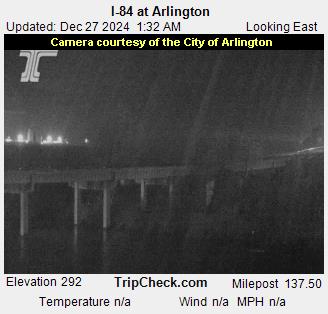 I-84 at Arlington
Updated: Dec 27 2024 1:32 AM Looking East
Camera courtesy of the City of Arlington
Elevation 292 TripCheck.com Milepost 137.50
Temperature n/a Wind n/a MPH n/a